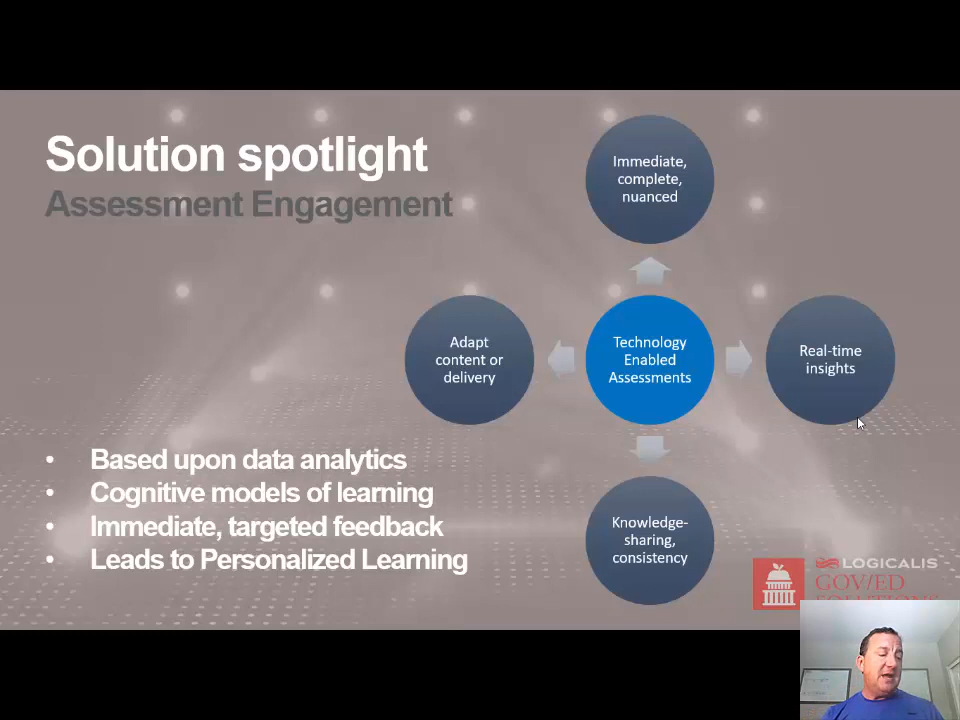 Solution spotlight
Assessment Engagement
Immediate,
complete,
nuanced
Adapt
content or
delivery
Technology
Enabled
Assessments
Real-time
insights
Knowledge-
sharing,
consistency
• Based upon data analytics
• Cognitive models of learning
• Immediate, targeted feedback
• Leads to Personalized Learning
LOGICALIS
GOV/ED
SOLUTIONS